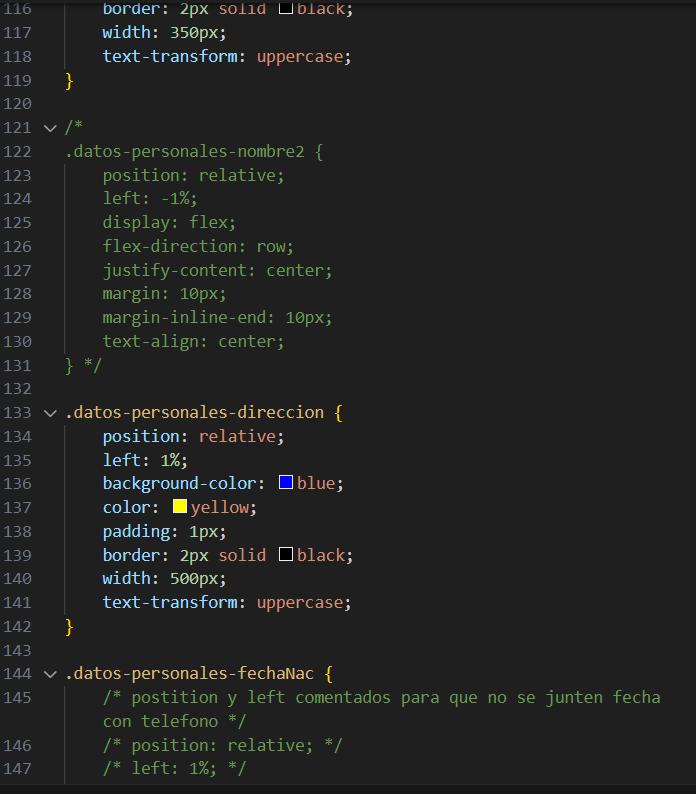 116 border: 2px solid black;
117 width: 350px;
118 text-transform: uppercase;
119 }
120
121 /*
122 .datos-personales-nombre2 {
123 position: relative;
124 left: -1%;
125 display: flex;
126 flex-direction: row;
127 justify-content: center;
128 margin: 10px;
129 margin-inline-end: 10px;
130 text-align: center;
131 } */
132
133 .datos-personales-direccion {
134 position: relative;
135 left: 1%;
136 background-color: blue;
137 color: yellow;
138 padding: 1px;
139 border: 2px solid black;
140 width: 500px;
141 text-transform: uppercase;
142 }
143
144 .datos-personales-fechaNac {
145 /* postition y left comentados para que no se junten fecha
con telefono */
146 /* position: relative; */
147 /* left: 1%; */